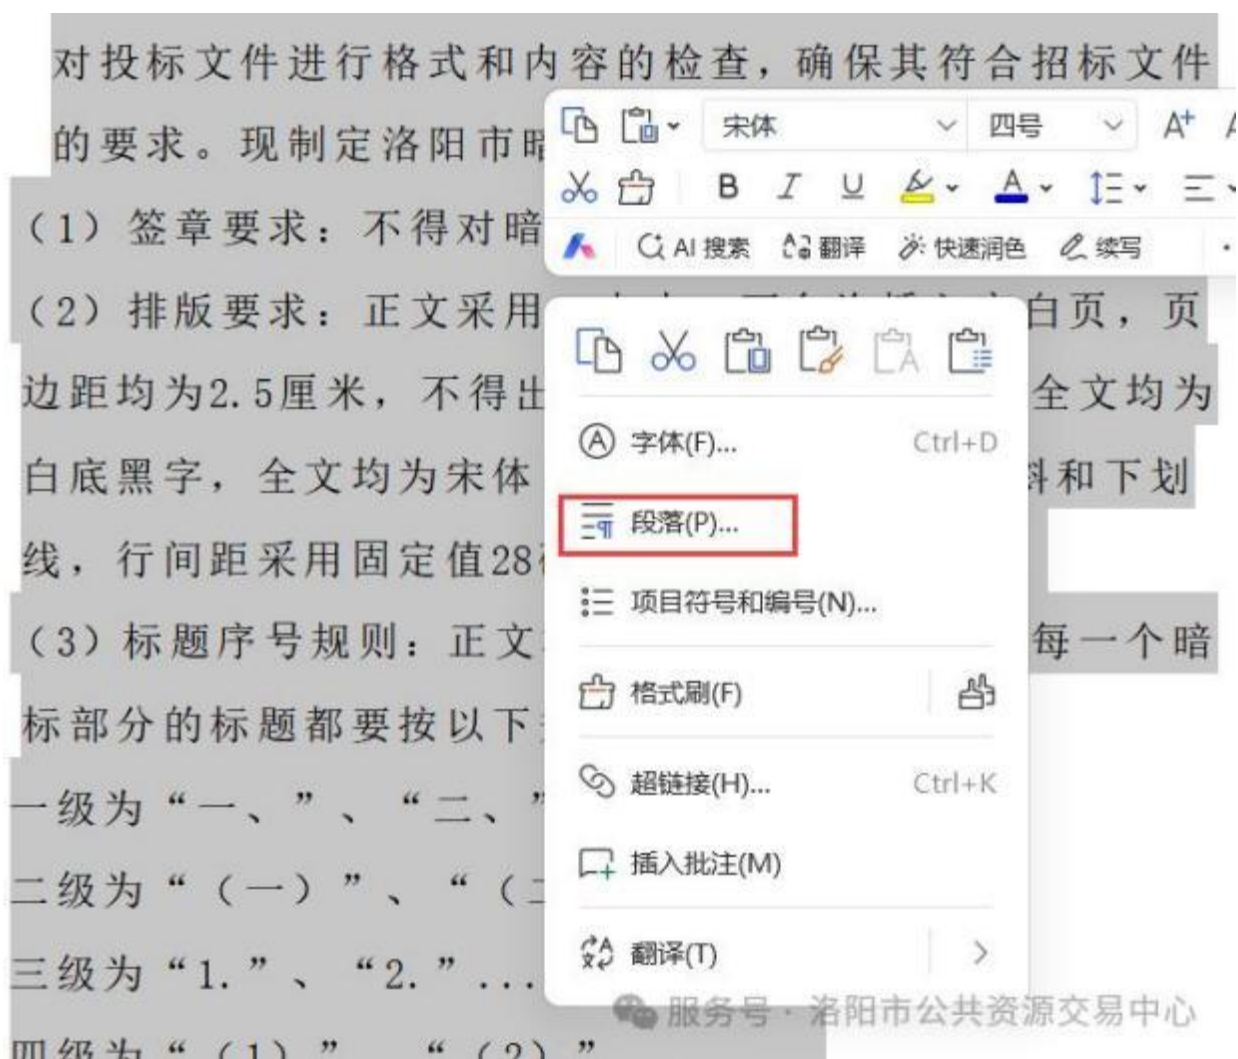 对投标文件进行格式和内容的检查，确保其符合招标文件
的要求。现制定洛阳市暗
宋体 四号 A+
B I U A
（1）签章要求：不得对暗
AI 搜索 翻译 快速润色 续写
（2）排版要求：正文采用
白页，页
边距均为2.5厘米，不得出
全文均为
字体(F)... Ctrl+D
白底黑字，全文均为宋体
和下划
段落(P)...
线，行间距采用固定值28
项目符号和编号(N)...
（3）标题序号规则：正文
每一个暗
格式刷(F)
标部分的标题都要按以下
超链接(H)... Ctrl+K
一级为“一、”、“二、”
插入批注(M)
二级为“（一）”、“（
翻译(T)
三级为“1.”、“2.”...
服务号 · 洛阳市公共资源交易中心
四级为“（1）”、“（2）”